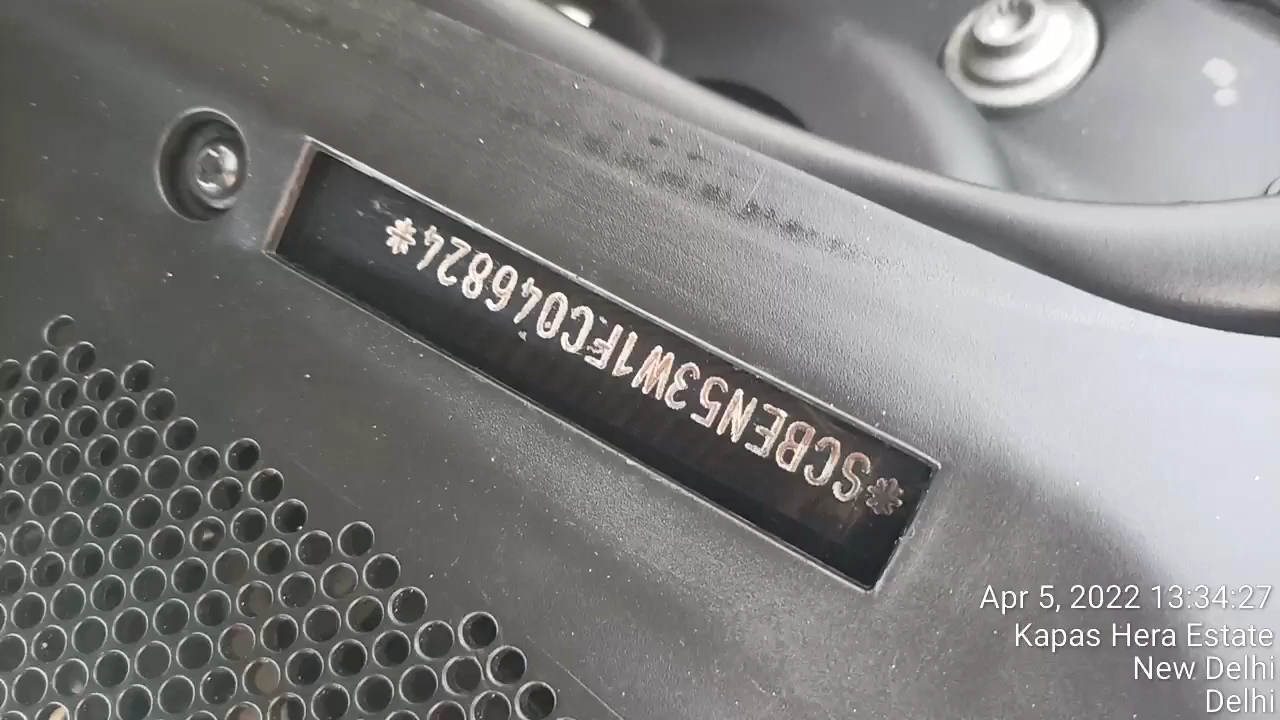 *SCBEN53W1FC046824*
Apr 5, 2022 13:34:27
Kapas Hera Estate
New Delhi
Delhi